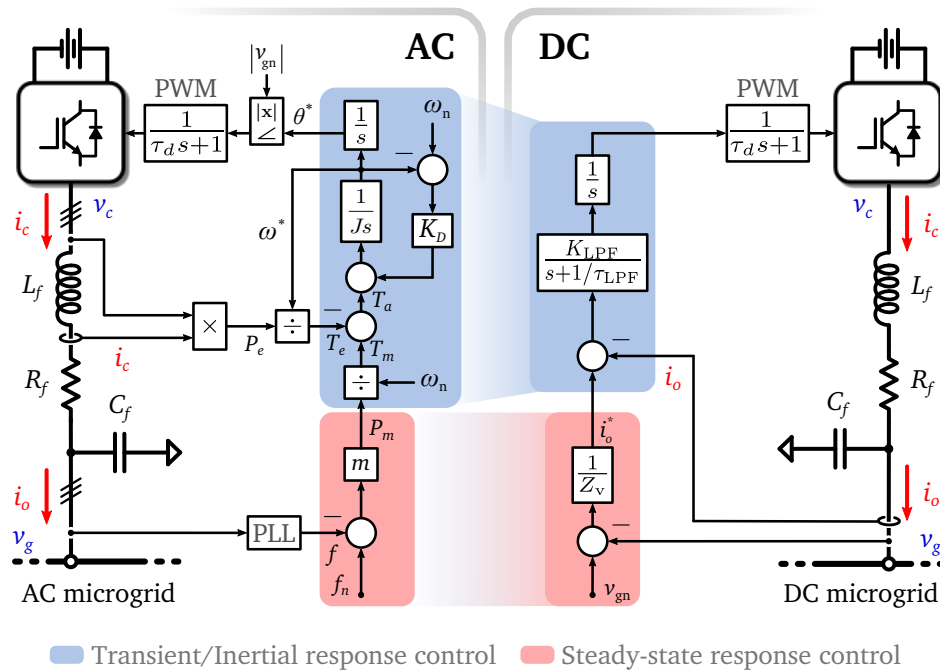 AC
DC
|v_gn|
PWM
1/(τ_d s+1)
|x|
∠
θ*
1/s
ω_n
−
K_D
1/(Js)
ω*
T_a
i_c
v_c
L_f
×
P_e
÷
−
T_e
T_m
÷
ω_n
i_c
R_f
C_f
P_m
m
i_o
PLL
−
f
f_n
v_g
AC microgrid
PWM
1/(τ_d s+1)
1/s
K_LPF/(s+1/τ_LPF)
−
i_o
i_o*
1/Z_v
−
v_gn
v_c
i_c
L_f
R_f
C_f
i_o
v_g
DC microgrid
Transient/Inertial response control
Steady-state response control